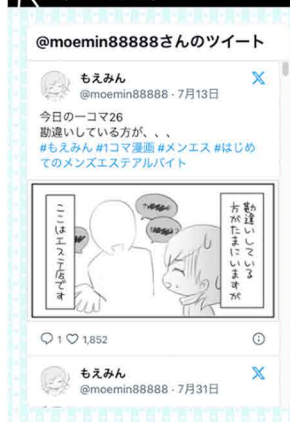 @moemin88888さんのツイート
もえみん
@moemin88888 · 7月13日
今日の一コマ26
勘違いしている方が、、、
#もえみん #1コマ漫画 #メンエス #はじめ
てのメンズエステアルバイト
勘違いしている
方がたまにいますが
ここはエステ店です
1 1,852
もえみん
@moemin88888 · 7月31日